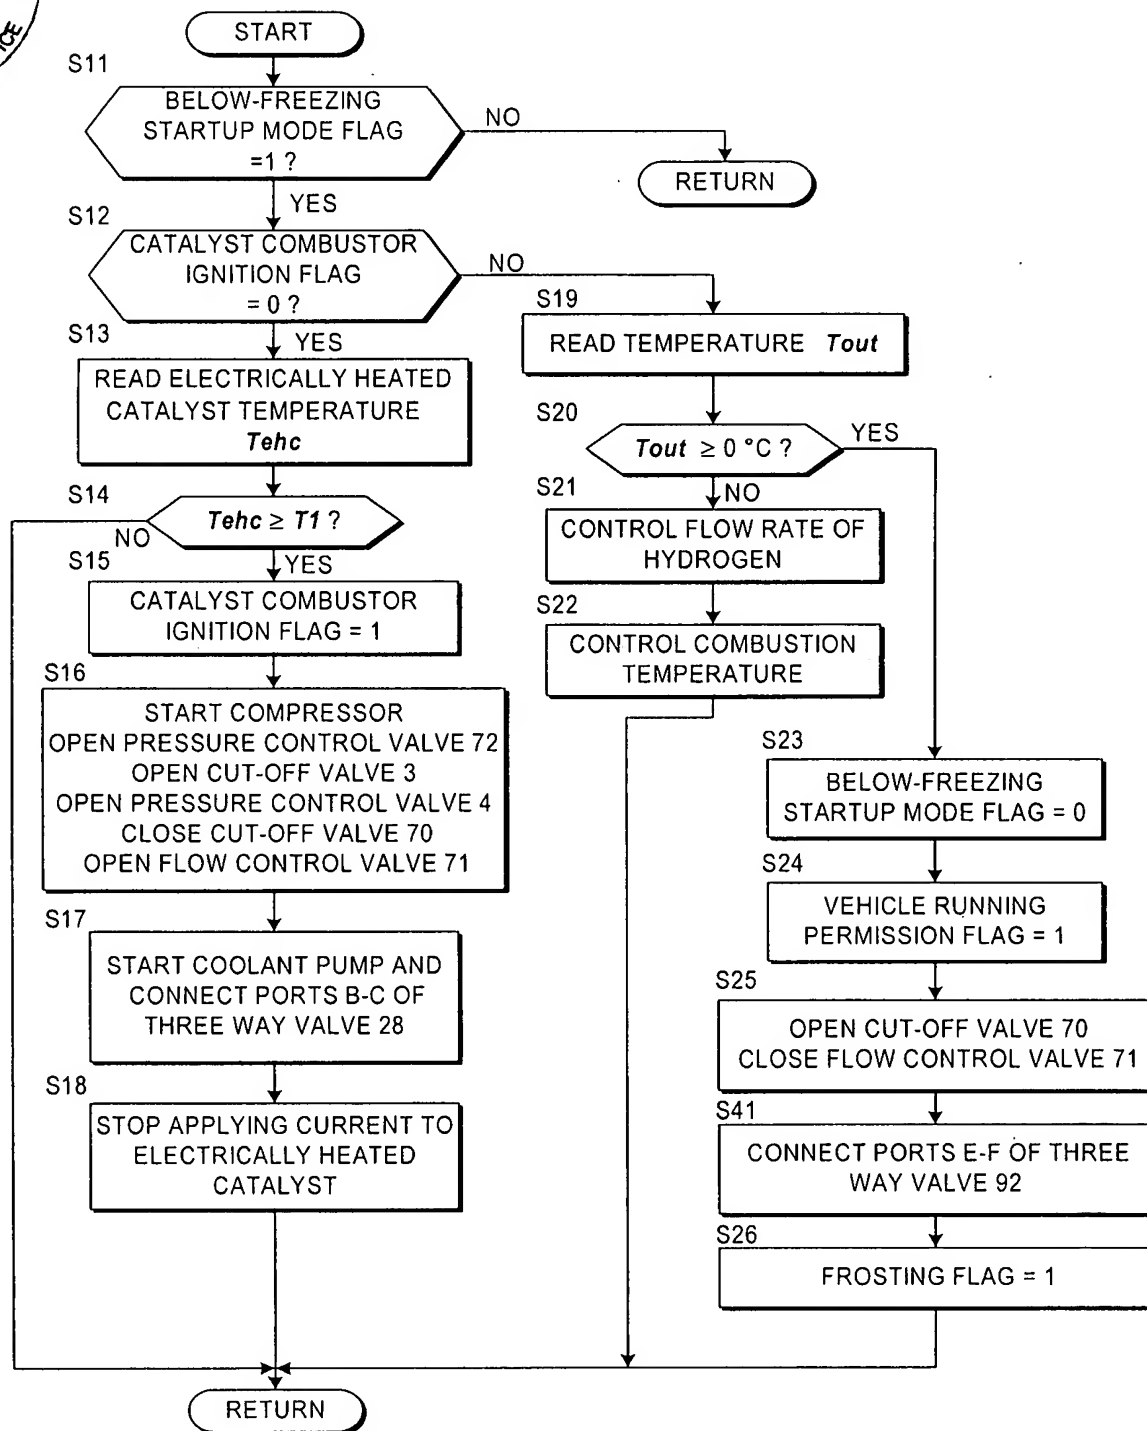 ICE
START
S11
BELOW-FREEZING
STARTUP MODE FLAG
=1 ?
NO
RETURN
YES
S12
CATALYST COMBUSTOR
IGNITION FLAG
= 0 ?
NO
YES
S13
READ ELECTRICALLY HEATED
CATALYST TEMPERATURE
Tehc
S14
Tehc ≥ T1 ?
NO
YES
S15
CATALYST COMBUSTOR
IGNITION FLAG = 1
S16
START COMPRESSOR
OPEN PRESSURE CONTROL VALVE 72
OPEN CUT-OFF VALVE 3
OPEN PRESSURE CONTROL VALVE 4
CLOSE CUT-OFF VALVE 70
OPEN FLOW CONTROL VALVE 71
S17
START COOLANT PUMP AND
CONNECT PORTS B-C OF
THREE WAY VALVE 28
S18
STOP APPLYING CURRENT TO
ELECTRICALLY HEATED
CATALYST
S19
READ TEMPERATURE Tout
S20
Tout ≥ 0 °C ?
YES
NO
S21
CONTROL FLOW RATE OF
HYDROGEN
S22
CONTROL COMBUSTION
TEMPERATURE
S23
BELOW-FREEZING
STARTUP MODE FLAG = 0
S24
VEHICLE RUNNING
PERMISSION FLAG = 1
S25
OPEN CUT-OFF VALVE 70
CLOSE FLOW CONTROL VALVE 71
S41
CONNECT PORTS E-F OF THREE
WAY VALVE 92
S26
FROSTING FLAG = 1
RETURN